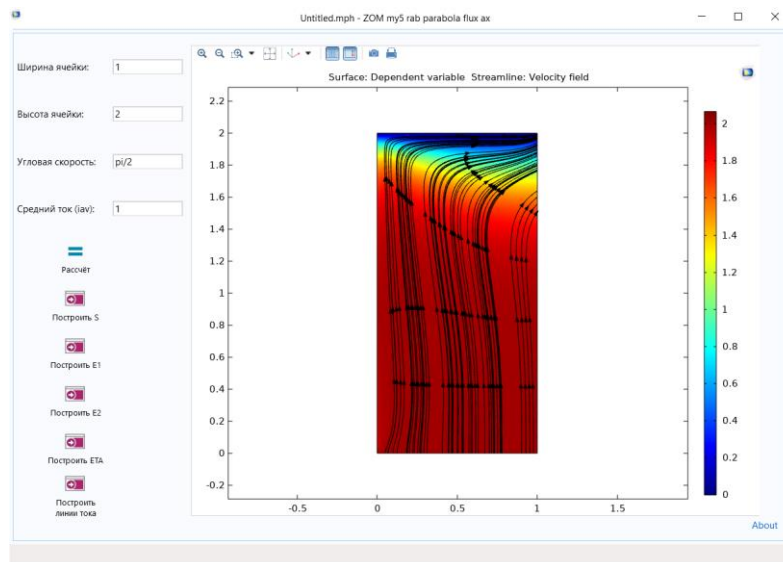 Untitled.mph - ZOM my5 rab parabola flux ax
Ширина ячейки: 1
Высота ячейки: 2
Угловая скорость: pi/2
Средний ток (iav): 1
Рассчёт
Построить S
Построить E1
Построить E2
Построить ETA
Построить
линии тока
Surface: Dependent variable Streamline: Velocity field
2.2
2
1.8
1.6
1.4
1.2
1
0.8
0.6
0.4
0.2
0
-0.2
-0.5
0
0.5
1
1.5
2
1.8
1.6
1.4
1.2
1
0.8
0.6
0.4
0.2
0
About